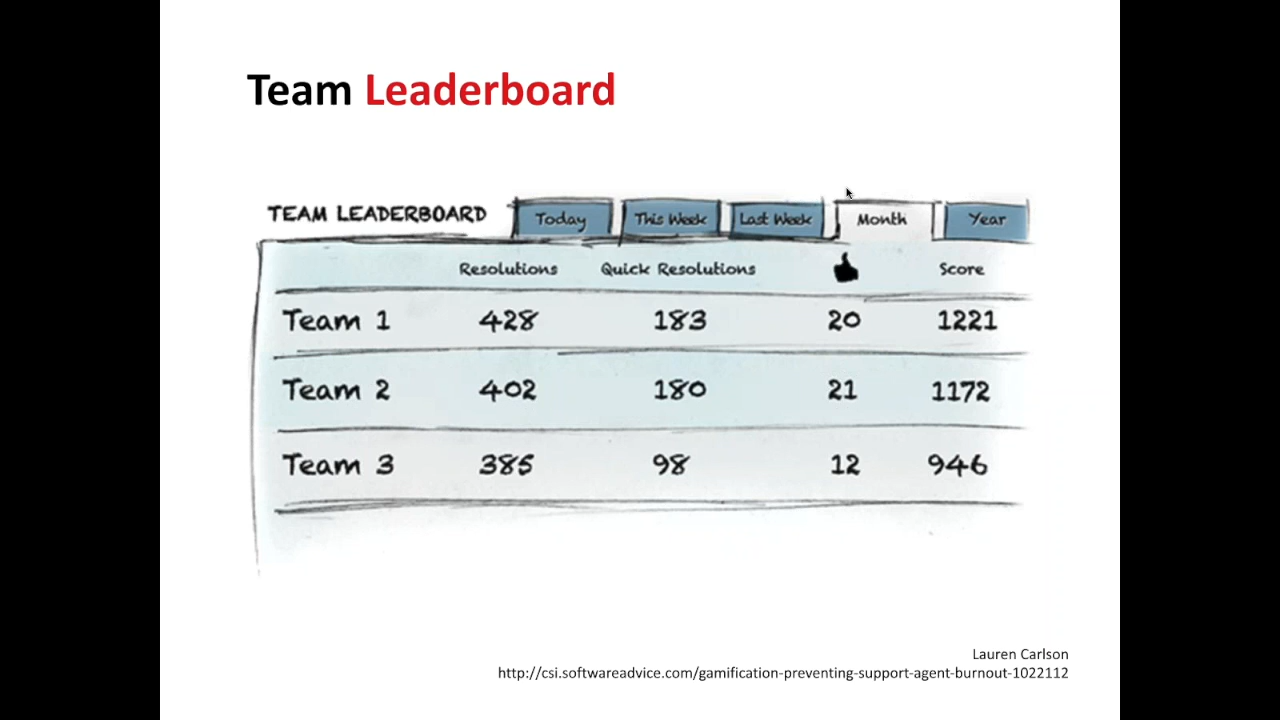 Team Leaderboard
TEAM LEADERBOARD Today This Week Last Week Month Year
Resolutions Quick Resolutions Score
Team 1 428 183 20 1221
Team 2 402 180 21 1172
Team 3 385 98 12 946
Lauren Carlson
http://csi.softwareadvice.com/gamification-preventing-support-agent-burnout-1022112